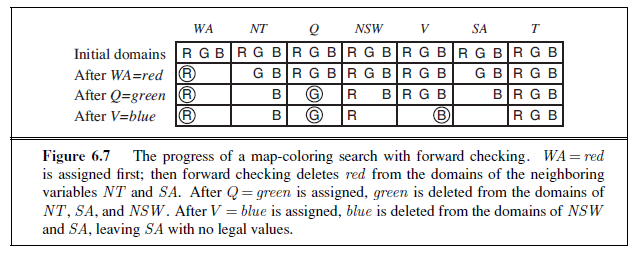 WA NT Q NSW V SA T
Initial domains R G B R G B R G B R G B R G B R G B R G B
After WA=red R G B R G B R G B R G B G B R G B
After Q=green R B G R B R G B B R G B
After V=blue R B G R B R G B
Figure 6.7 The progress of a map-coloring search with forward checking. WA = red
is assigned first; then forward checking deletes red from the domains of the neighboring
variables NT and SA. After Q = green is assigned, green is deleted from the domains of
NT, SA, and NSW. After V = blue is assigned, blue is deleted from the domains of NSW
and SA, leaving SA with no legal values.